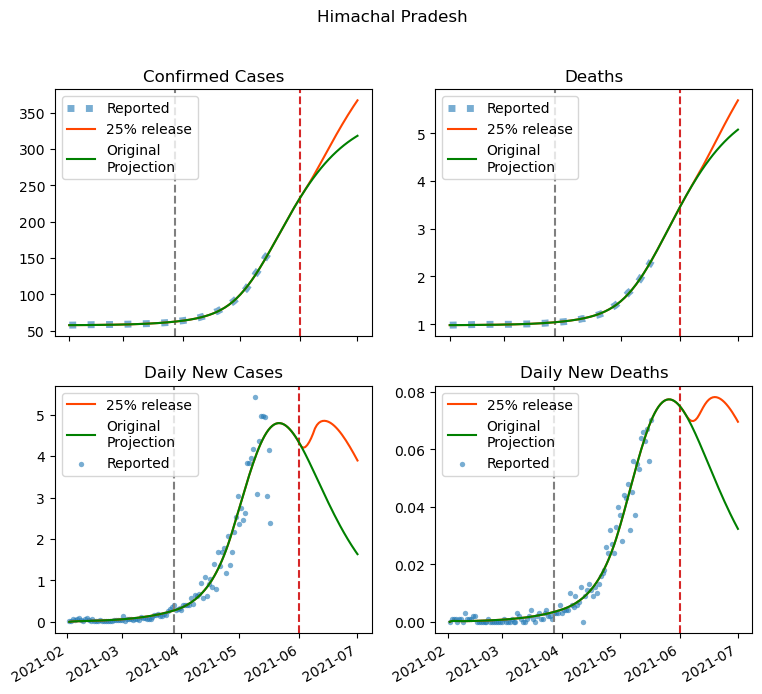 Himachal Pradesh
Confirmed Cases
Reported
25% release
Original
Projection
350
300
250
200
150
100
50
Deaths
Reported
25% release
Original
Projection
5
4
3
2
1
Daily New Cases
25% release
Original
Projection
Reported
5
4
3
2
1
0
2021-02
2021-03
2021-04
2021-05
2021-06
2021-07
Daily New Deaths
25% release
Original
Projection
Reported
0.08
0.06
0.04
0.02
0.00
2021-02
2021-03
2021-04
2021-05
2021-06
2021-07